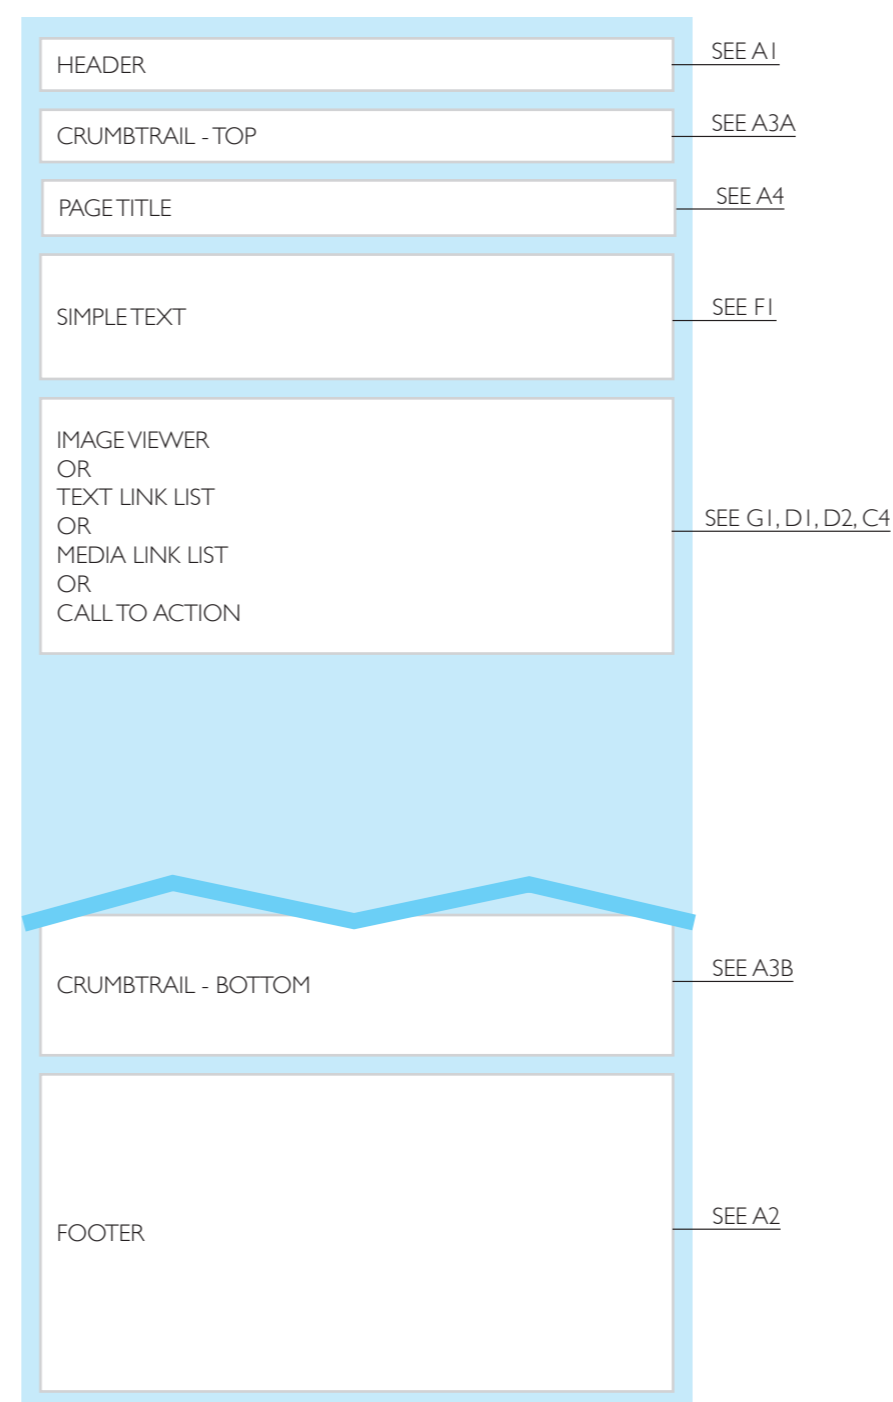 HEADER
SEE A1
CRUMBTRAIL - TOP
SEE A3A
PAGE TITLE
SEE A4
SIMPLE TEXT
SEE F1
IMAGE VIEWER
OR
TEXT LINK LIST
OR
MEDIA LINK LIST
OR
CALL TO ACTION
SEE G1, D1, D2, C4
CRUMBTRAIL - BOTTOM
SEE A3B
FOOTER
SEE A2